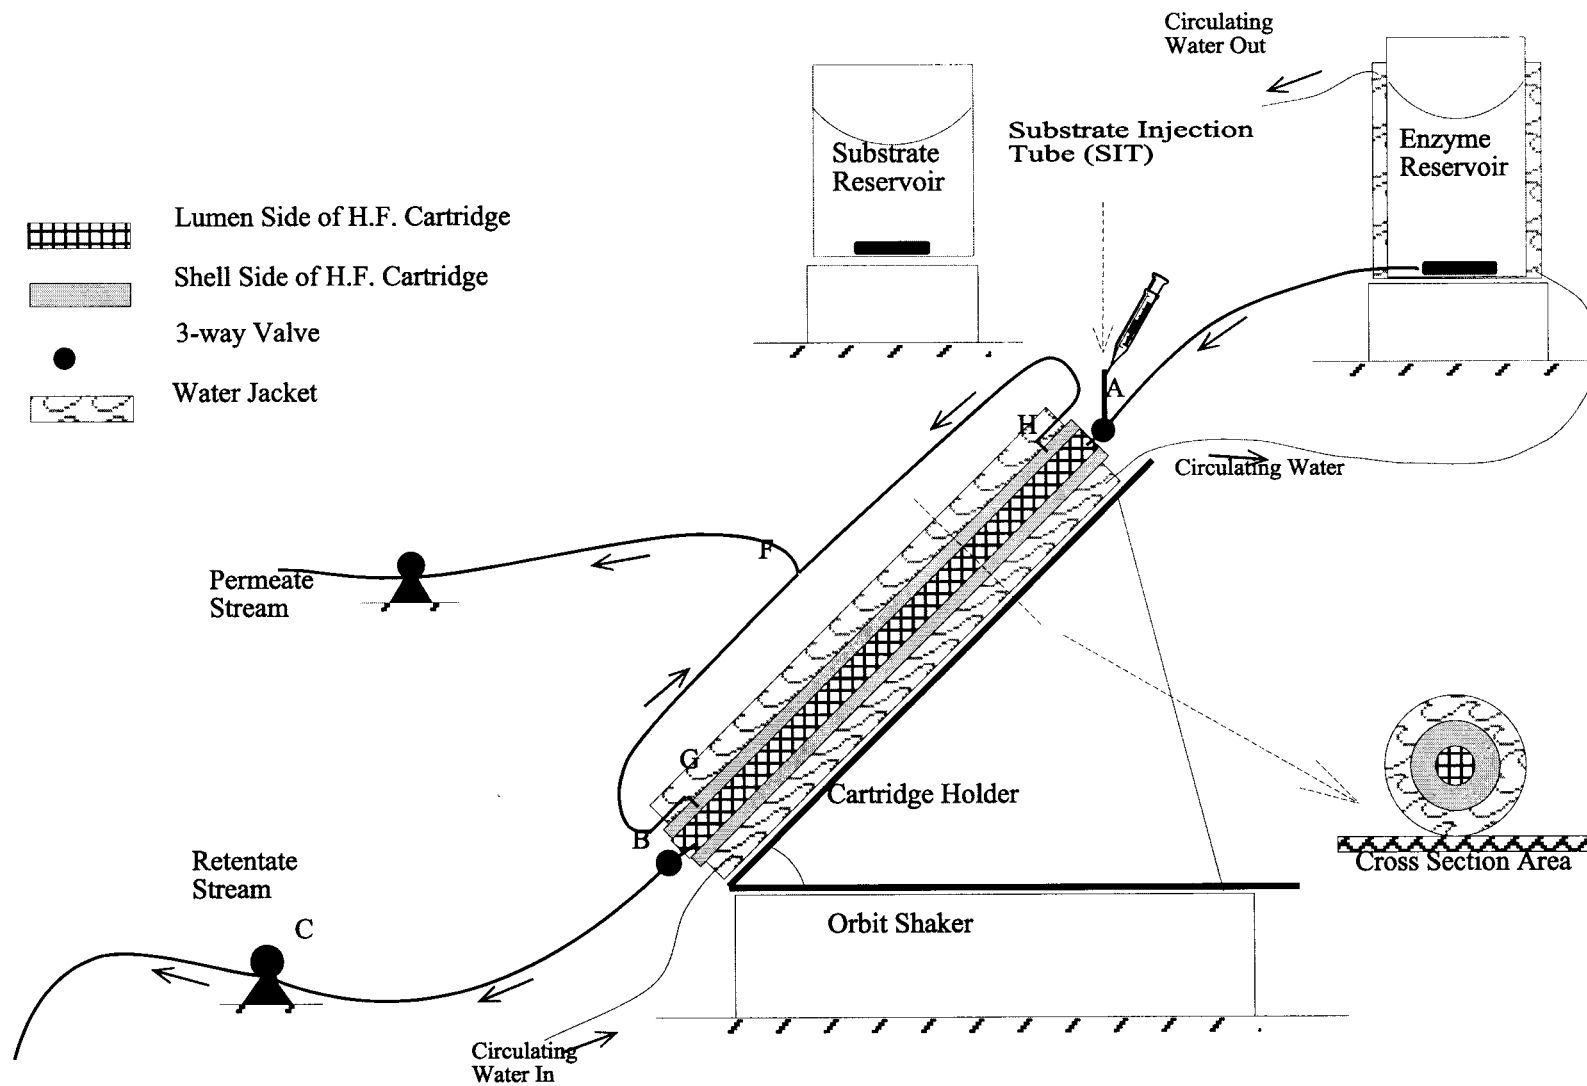 Circulating
Water Out
Substrate Injection
Tube (SIT)
Enzyme
Reservoir
Substrate
Reservoir
Lumen Side of H.F. Cartridge
Shell Side of H.F. Cartridge
3-way Valve
Water Jacket
A
H
Circulating Water
F
Permeate
Stream
G
Cartridge Holder
B
Cross Section Area
Retentate
Stream
C
Orbit Shaker
Circulating
Water In